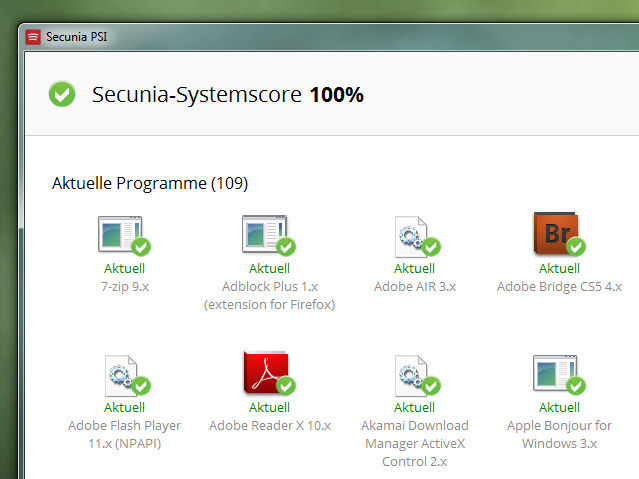 Secunia PSI
Secunia-Systemscore 100%
Aktuelle Programme (109)
Aktuell
7-zip 9.x
Aktuell
Adblock Plus 1.x
(extension for Firefox)
Aktuell
Adobe AIR 3.x
Br
Aktuell
Adobe Bridge CS5 4.x
Aktuell
Adobe Flash Player
11.x (NPAPI)
Aktuell
Adobe Reader X 10.x
Aktuell
Akamai Download
Manager ActiveX
Control 2.x
Aktuell
Apple Bonjour for
Windows 3.x